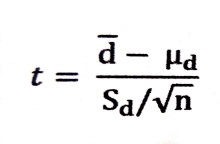 t = (d̅ − μd) / (Sd/√n)